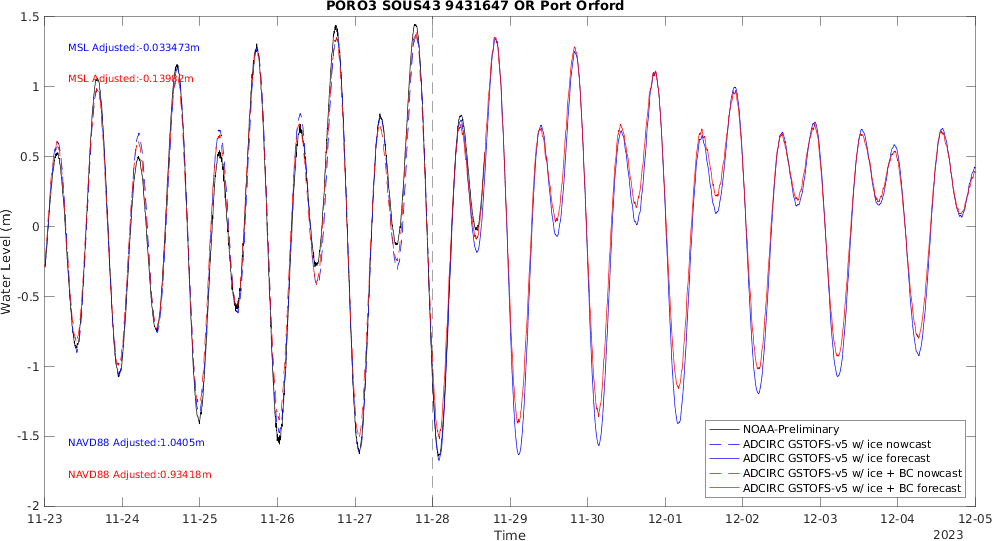 PORO3 SOUS43 9431647 OR Port Orford
1.5
1
0.5
0
-0.5
-1
-1.5
-2
Water Level (m)
MSL Adjusted:-0.033473m
MSL Adjusted:-0.13982m
NAVD88 Adjusted:1.0405m
NAVD88 Adjusted:0.93418m
NOAA-Preliminary
ADCIRC GSTOFS-v5 w/ ice nowcast
ADCIRC GSTOFS-v5 w/ ice forecast
ADCIRC GSTOFS-v5 w/ ice + BC nowcast
ADCIRC GSTOFS-v5 w/ ice + BC forecast
11-23 11-24 11-25 11-26 11-27 11-28 11-29 11-30 12-01 12-02 12-03 12-04 12-05
Time
2023